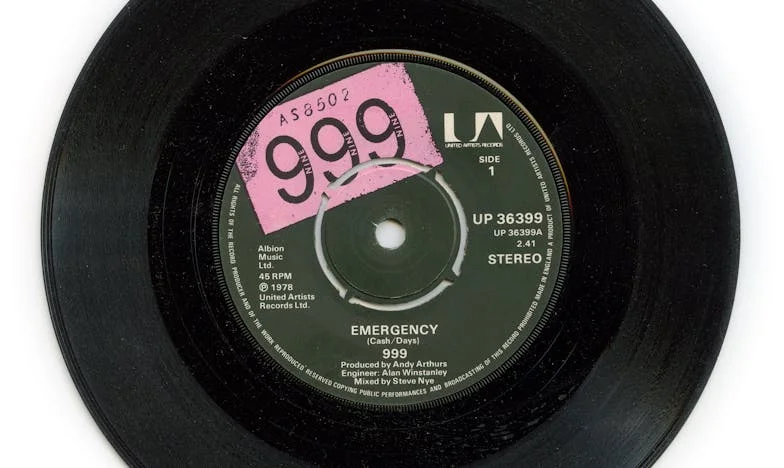 AS8502
999
NINE NINE NINE
UA
UNITED ARTISTS RECORDS
SIDE
1
UP 36399
UP 36399A
2.41
STEREO
Albion
Music
Ltd.
45 RPM
Ⓟ 1978
United Artists
Records Ltd.
EMERGENCY
(Cash/Days)
999
Produced by Andy Arthurs
Engineer: Alan Winstanley
Mixed by Steve Nye
ALL RIGHTS OF THE RECORD PRODUCER AND OF THE WORK REPRODUCED RESERVED COPYING PUBLIC PERFORMANCES AND BROADCASTING OF THIS RECORD PROHIBITED MADE IN ENGLAND A PRODUCT OF UNITED ARTISTS RECORDS LTD